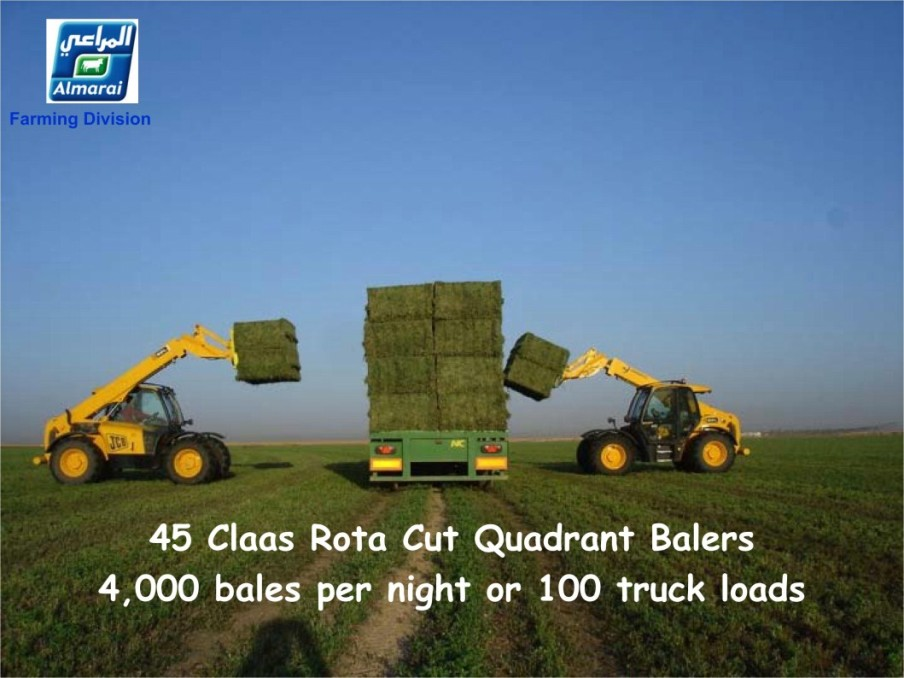 المراعي
Almarai
Farming Division
JCB
NC
45 Claas Rota Cut Quadrant Balers
4,000 bales per night or 100 truck loads